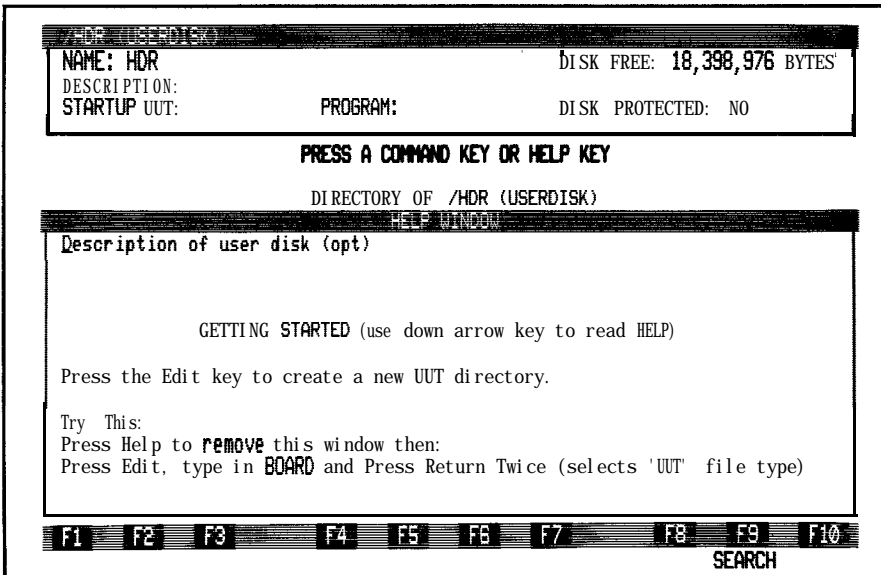 /HDR (USERDISK)
NAME: HDR DISK FREE: 18,398,976 BYTES
DESCRIPTION:
STARTUP UUT: PROGRAM: DISK PROTECTED: NO
PRESS A COMMAND KEY OR HELP KEY
DIRECTORY OF /HDR (USERDISK)
HELP WINDOW
Description of user disk (opt)
GETTING STARTED (use down arrow key to read HELP)
Press the Edit key to create a new UUT directory.
Try This:
Press Help to remove this window then:
Press Edit, type in BOARD and Press Return Twice (selects 'UUT' file type)
F1 F2 F3 F4 F5 F6 F7 F8 F9 F10
SEARCH